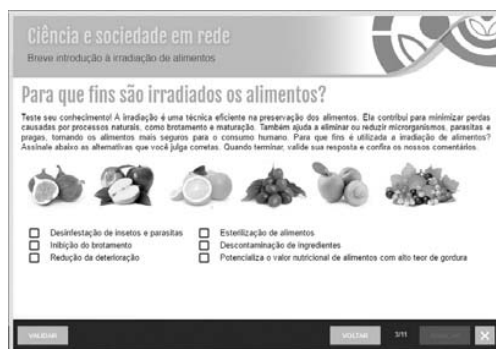 Ciência e sociedade em rede
Breve introdução à irradiação de alimentos
Para que fins são irradiados os alimentos?
Teste seu conhecimento! A irradiação é uma técnica eficiente na preservação dos alimentos. Ela contribui para minimizar perdas
causadas por processos naturais, como brotamento e maturação. Também ajuda a eliminar ou reduzir microrganismos, parasitas e
pragas, tornando os alimentos mais seguros para o consumo humano. Para que fins é utilizada a irradiação de alimentos?
Assinale abaixo as alternativas que você julga corretas. Quando terminar, valide sua resposta e confira os nossos comentários.
Desinfestação de insetos e parasitas
Inibição do brotamento
Redução da deterioração
Esterilização de alimentos
Descontaminação de ingredientes
Potencializa o valor nutricional de alimentos com alto teor de gordura
VALIDAR
VOLTAR
3/11
X